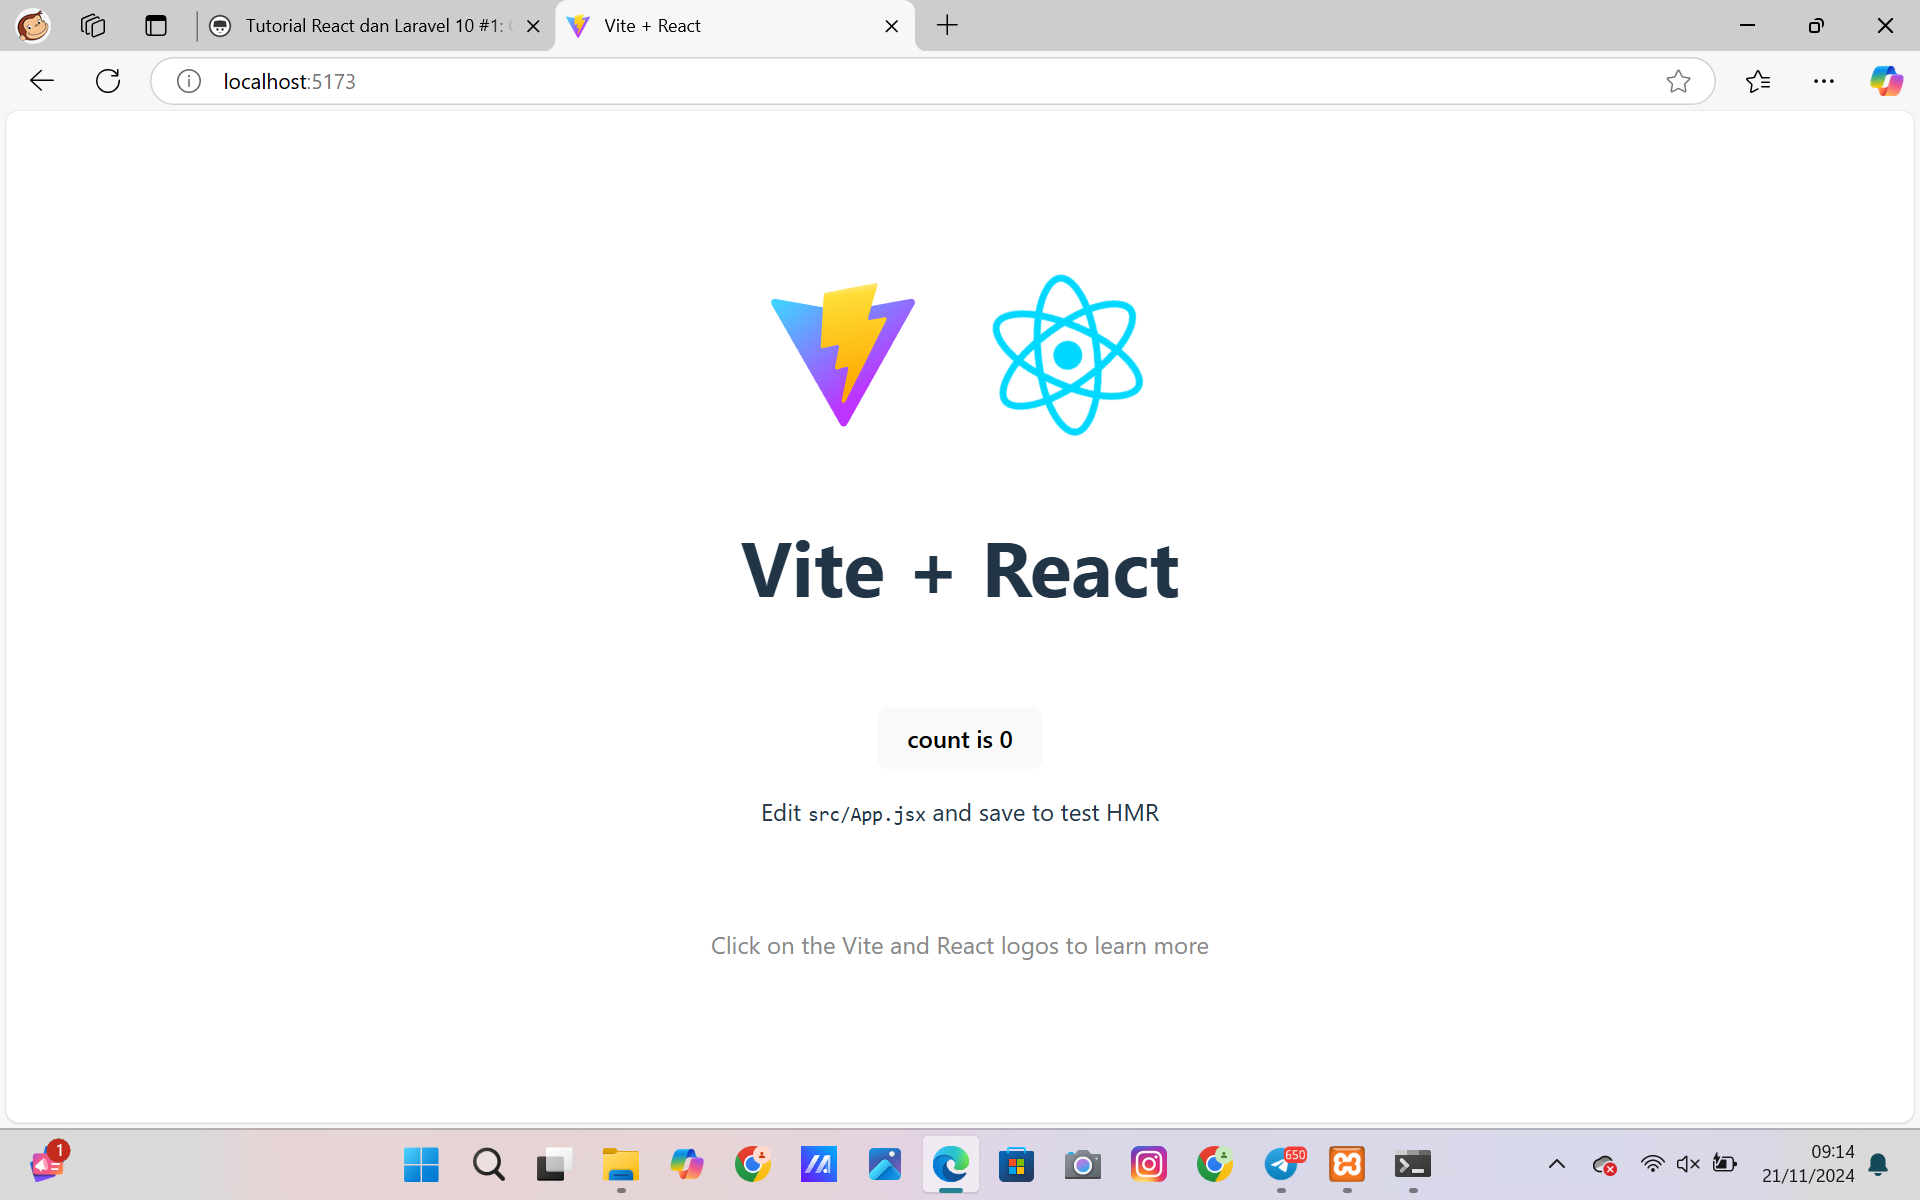 Tutorial React dan Laravel 10 #1:
Vite + React
localhost:5173
Vite + React
count is 0
Edit src/App.jsx and save to test HMR
Click on the Vite and React logos to learn more
1
650
09:14
21/11/2024